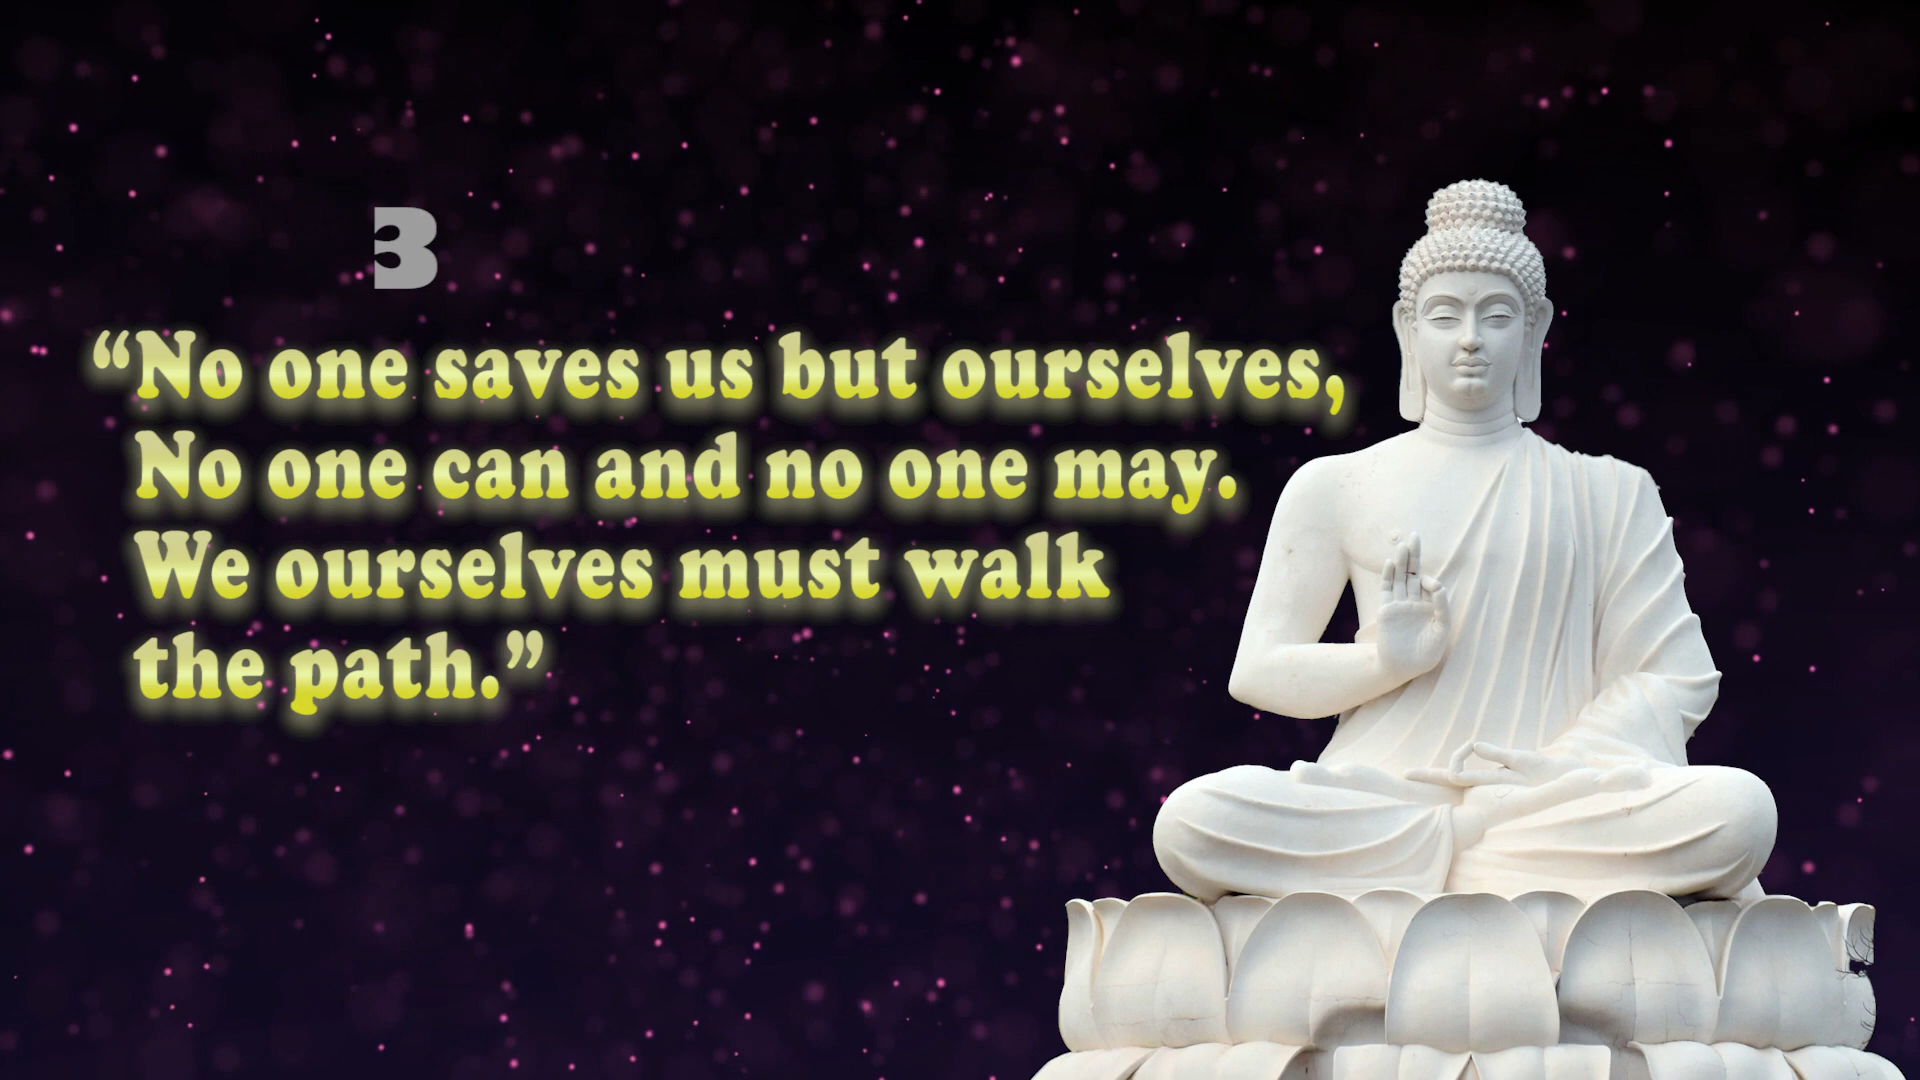 3
“No one saves us but ourselves,
No one can and no one may.
We ourselves must walk
the path.”